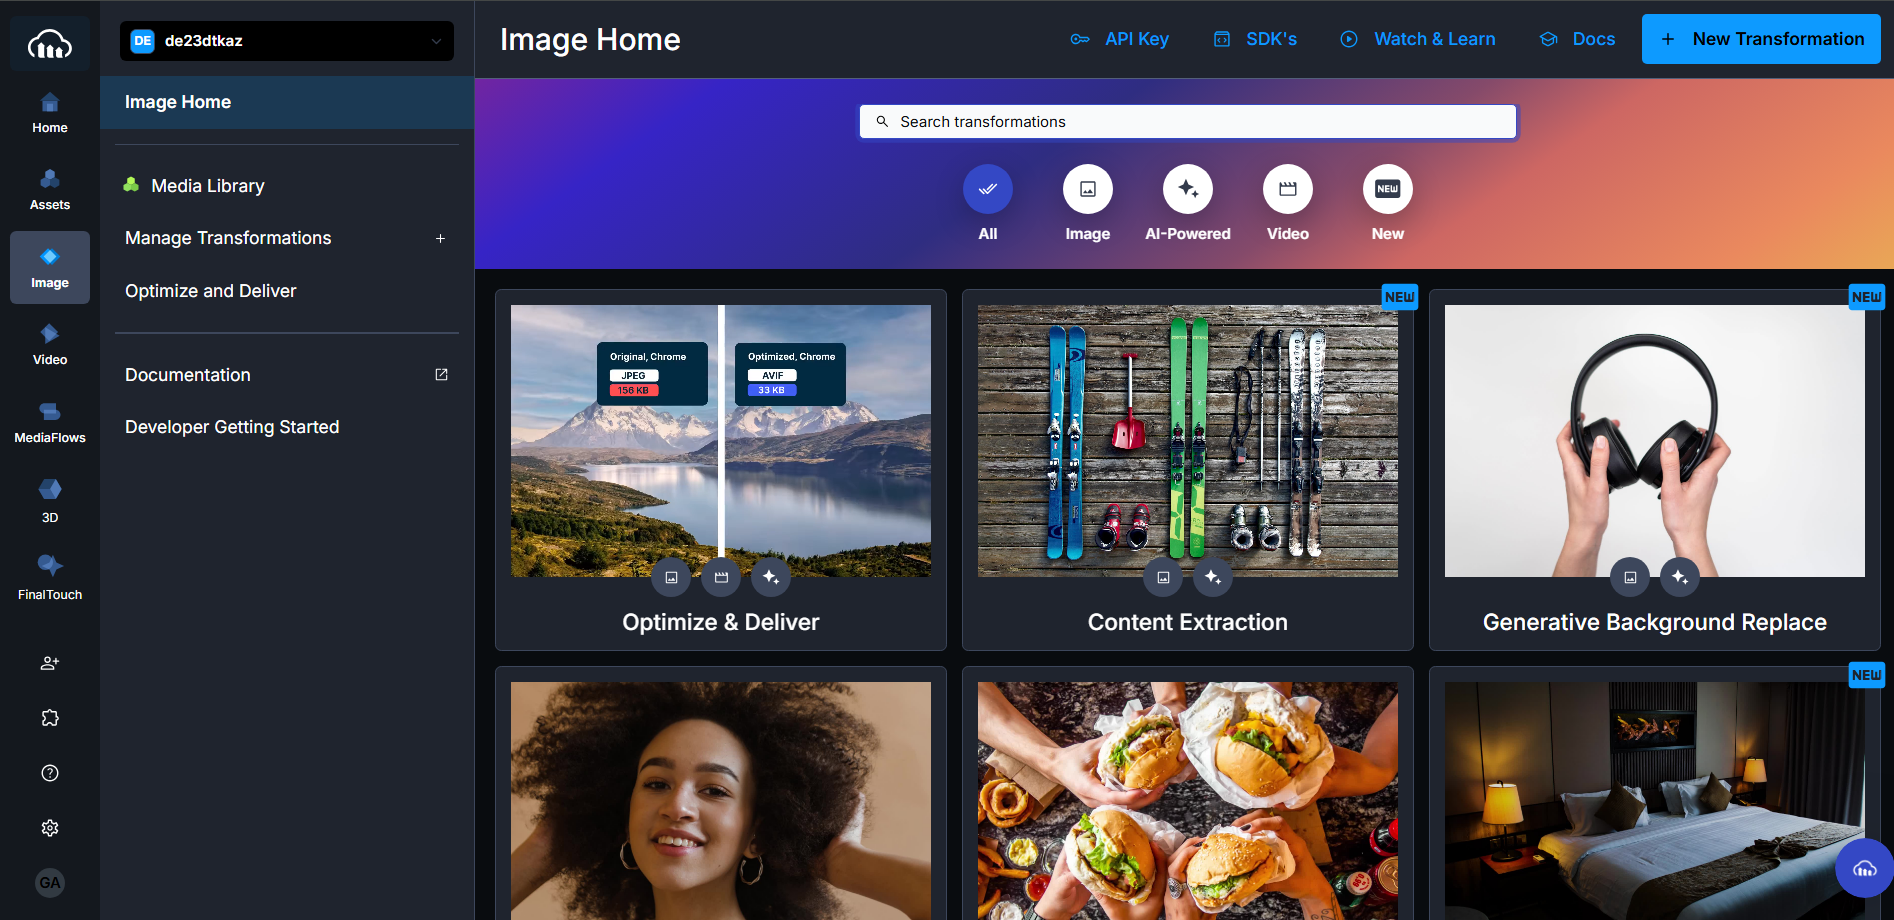 DE
de23dtkaz
Image Home
API Key
SDK's
Watch & Learn
Docs
+ New Transformation
Home
Assets
Image
Video
MediaFlows
3D
FinalTouch
GA
Image Home
Media Library
Manage Transformations +
Optimize and Deliver
Documentation
Developer Getting Started
Search transformations
NEW
All
Image
AI-Powered
Video
New
Original, Chrome
JPEG
156 KB
Optimized, Chrome
AVIF
33 KB
Optimize & Deliver
NEW
Content Extraction
NEW
Generative Background Replace
NEW